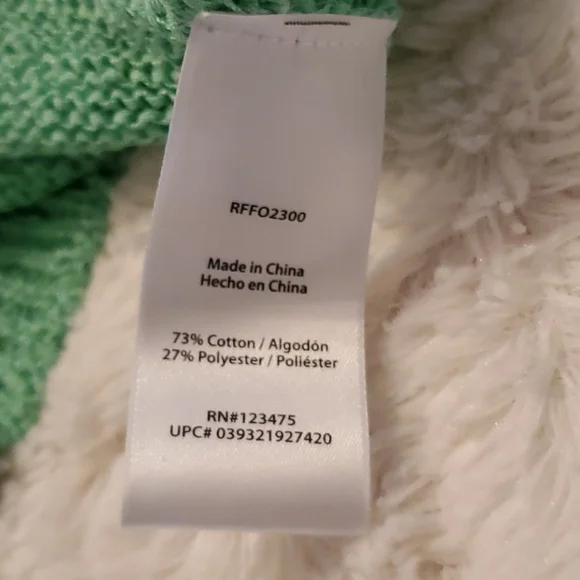 RFFO2300
Made in China
Hecho en China
73% Cotton / Algodón
27% Polyester / Poliéster
RN#123475
UPC# 039321927420